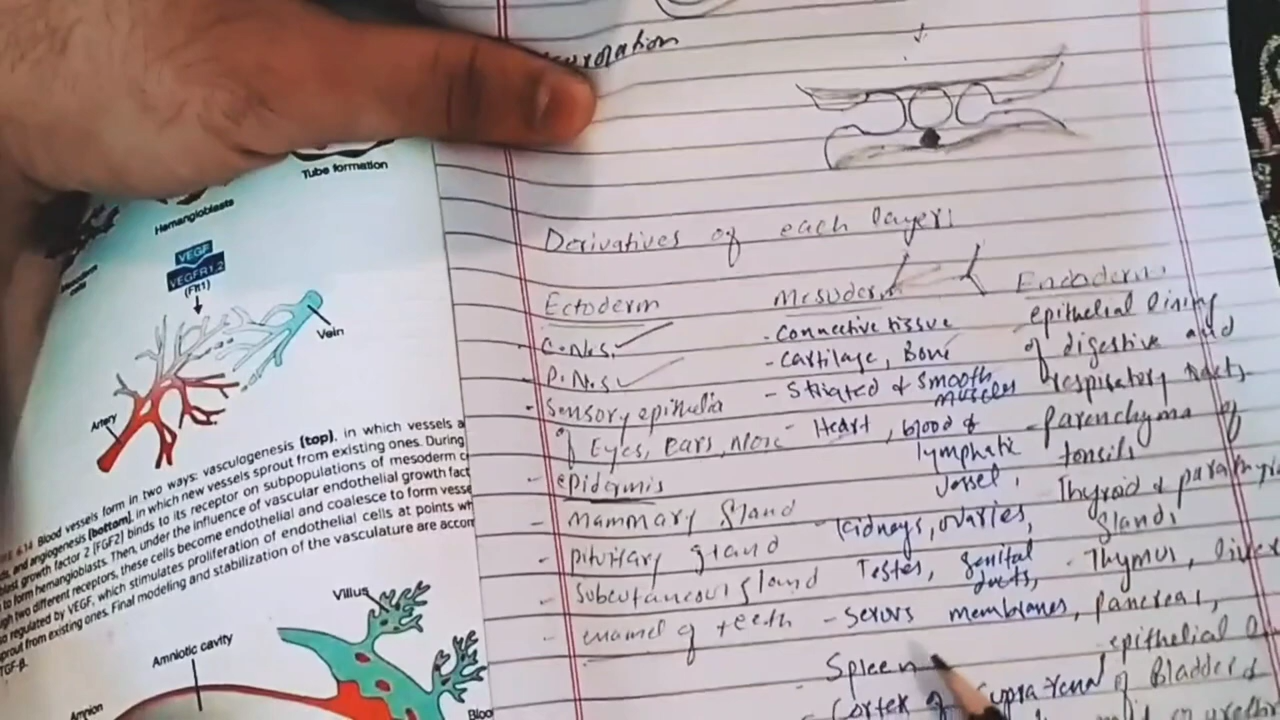 Tube formation
Hemangioblasts
VEGF
VEGFR1,2
(Flt1)
Vein
Artery
6.14 Blood vessels form in two ways: vasculogenesis (top), in which vessels a
and angiogenesis (bottom), in which new vessels sprout from existing ones. During
blast growth factor 2 (FGF2) binds to its receptor on subpopulations of mesoderm c
to form hemangioblasts. Then, under the influence of vascular endothelial growth fact
two different receptors, these cells become endothelial and coalesce to form vesse
regulated by VEGF, which stimulates proliferation of endothelial cells at points wh
sprout from existing ones. Final modeling and stabilization of the vasculature are accom
TGF-β.
Villus
Amniotic cavity
Amnion
Bloo
Derivatives of each layer:
Ectoderm
C.N.S.
P.N.S
- Sensory epithelia
of Eyes, Ears, Nose
- epidermis
- Mammary gland
- pituitary gland
- Subcutaneous gland
- enamel of teeth
Mesoderm
- Connective tissue
- Cartilage, Bone
- Striated & smooth
muscles
- Heart, blood &
lymphatic
vessel,
- Kidneys, ovaries,
Testes, genital
ducts,
- Serous membranes,
- Spleen
- Cortex of suprarenal
Endoderm
epithelial lining
of digestive and
respiratory tracts
- Parenchyma of
tonsils
Thyroid & parathyr
glands
- Thymus, liver
pancreas,
epithelial
of Bladder &